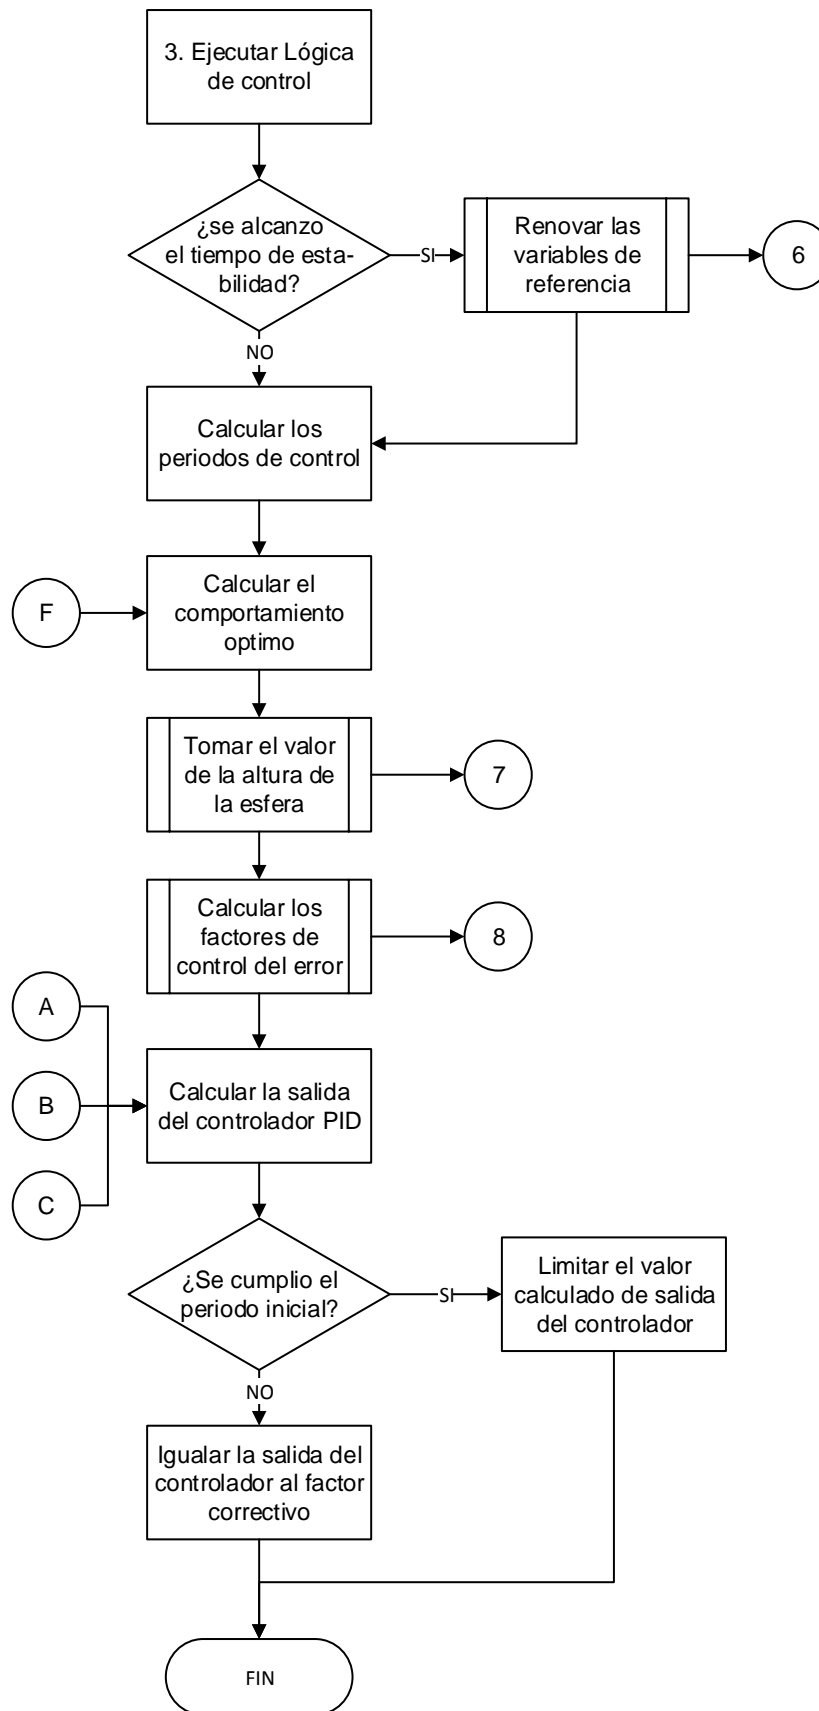 3. Ejecutar Lógica
de control
¿se alcanzo
el tiempo de esta-
bilidad?
SI
Renovar las
variables de
referencia
6
NO
Calcular los
periodos de control
F
Calcular el
comportamiento
optimo
Tomar el valor
de la altura de
la esfera
7
Calcular los
factores de
control del error
8
A
B
C
Calcular la salida
del controlador PID
¿Se cumplio el
periodo inicial?
SI
Limitar el valor
calculado de salida
del controlador
NO
Igualar la salida del
controlador al factor
correctivo
FIN